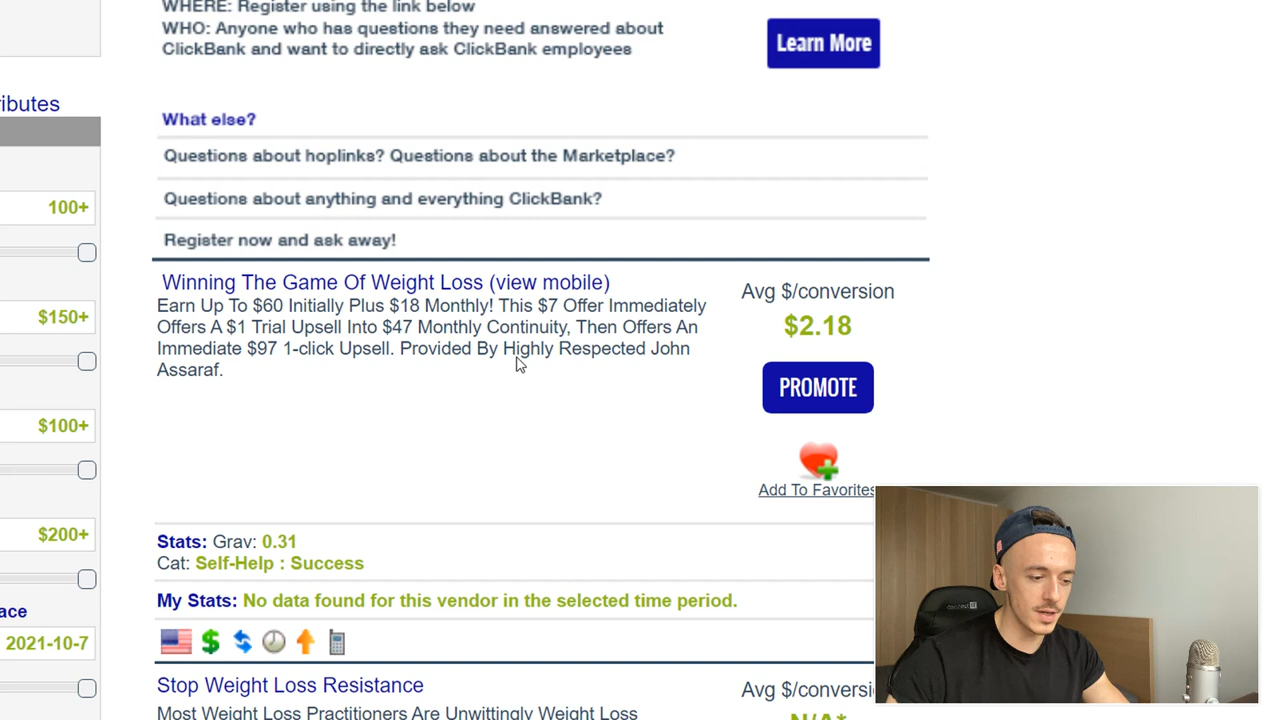 WHERE: Register using the link below
WHO: Anyone who has questions they need answered about
ClickBank and want to directly ask ClickBank employees
Learn More
ributes
What else?
Questions about hoplinks? Questions about the Marketplace?
100+
Questions about anything and everything ClickBank?
Register now and ask away!
Winning The Game Of Weight Loss (view mobile)
Earn Up To $60 Initially Plus $18 Monthly! This $7 Offer Immediately
Offers A $1 Trial Upsell Into $47 Monthly Continuity, Then Offers An
Immediate $97 1-click Upsell. Provided By Highly Respected John
Assaraf.
Avg $/conversion
$2.18
$150+
PROMOTE
$100+
Add To Favorites
$200+
Stats: Grav: 0.31
Cat: Self-Help : Success
My Stats: No data found for this vendor in the selected time period.
ace
2021-10-7
Stop Weight Loss Resistance
Avg $/conversi
Most Weight Loss Practitioners Are Unwittingly Weight Loss
N/A*